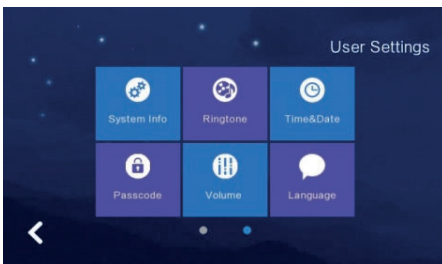 User Settings
System Info Ringtone Time&Date
Passcode Volume Language